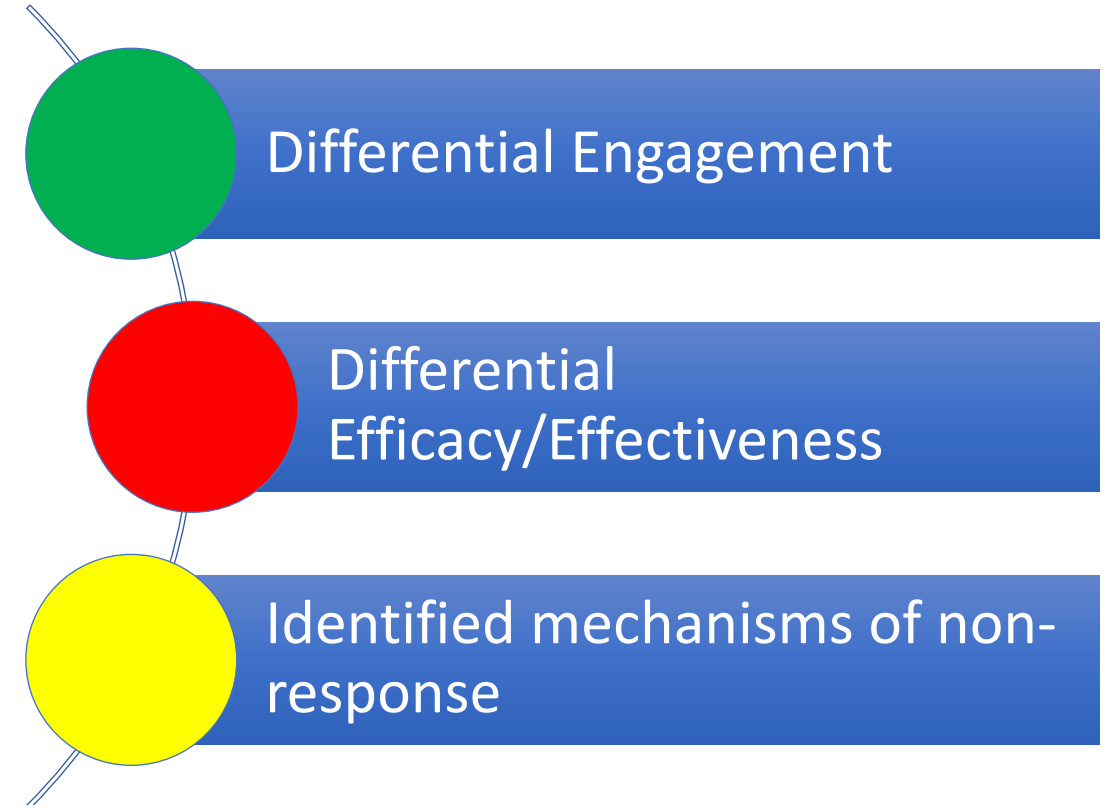 Differential Engagement
Differential
Efficacy/Effectiveness
Identified mechanisms of non-
response